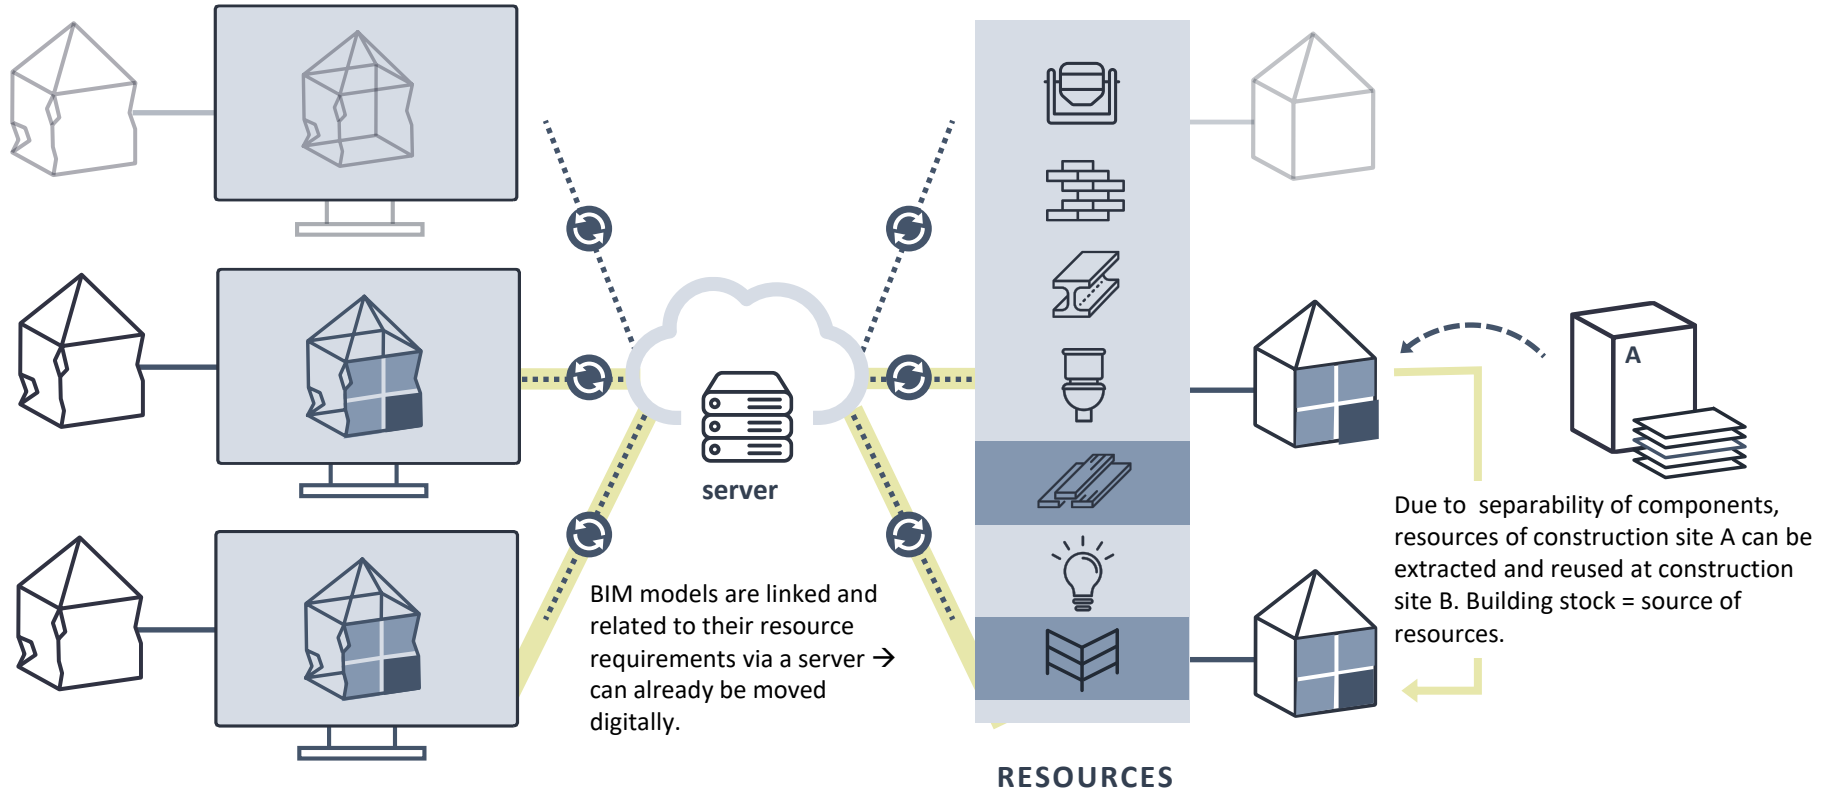 A
server
BIM models are linked and
related to their resource
requirements via a server →
can already be moved
digitally.
Due to  separability of components,
resources of construction site A can be
extracted and reused at construction
site B. Building stock = source of
resources.
RESOURCES